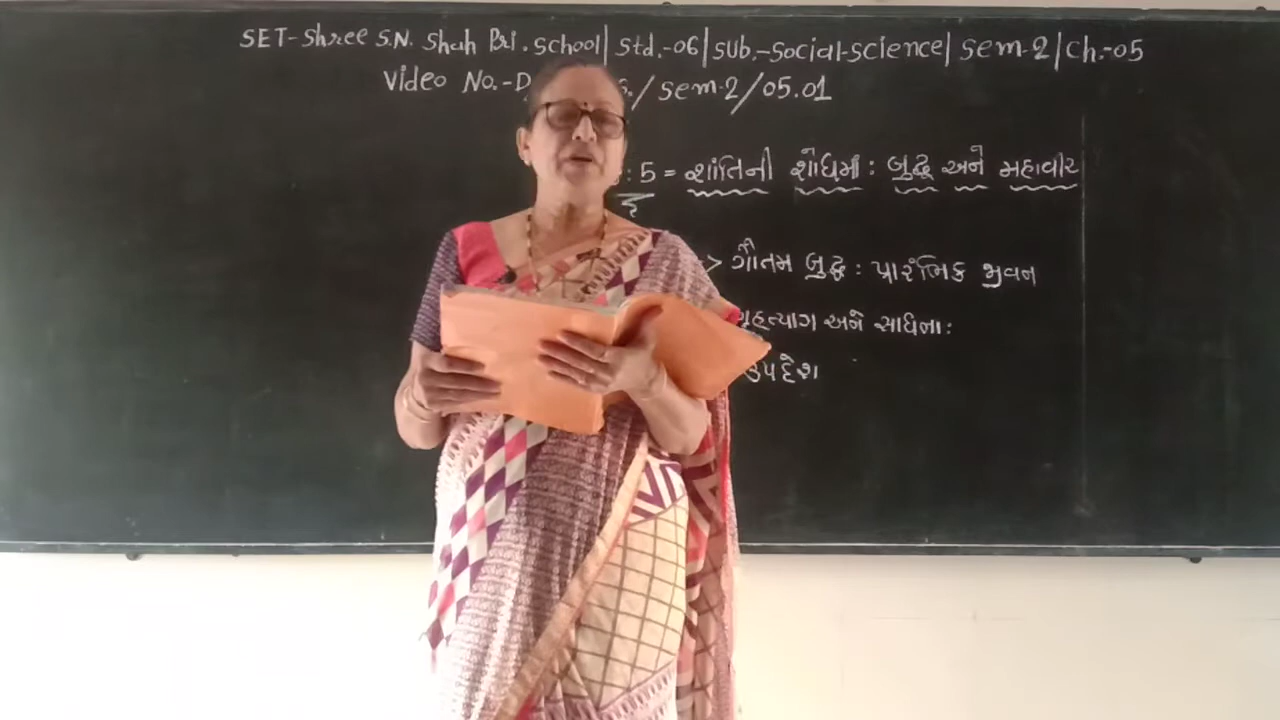 SET-Shree S.N. Shah Pri. School| Std.-06|Sub.-Social-Science| Sem-2|Ch.-05
Video No.-D /Sem-2/05.01
: 5 = શાંતિની શોધમાં : બુદ્ધ અને મહાવીર
> ગૌતમ બુદ્ધ : પ્રારંભિક જીવન
ગૃહત્યાગ અને સાધના :
ઉપદેશ